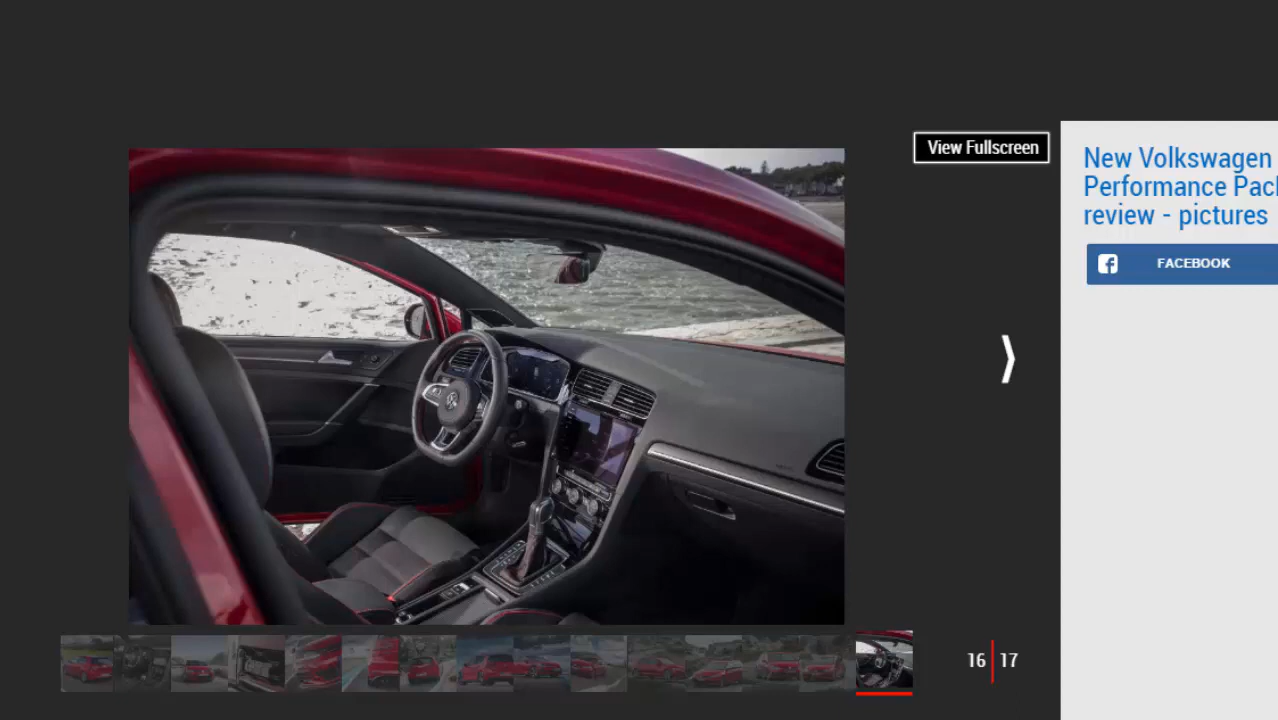 View Fullscreen
New Volkswagen
Performance Pack
review - pictures
FACEBOOK
16 17